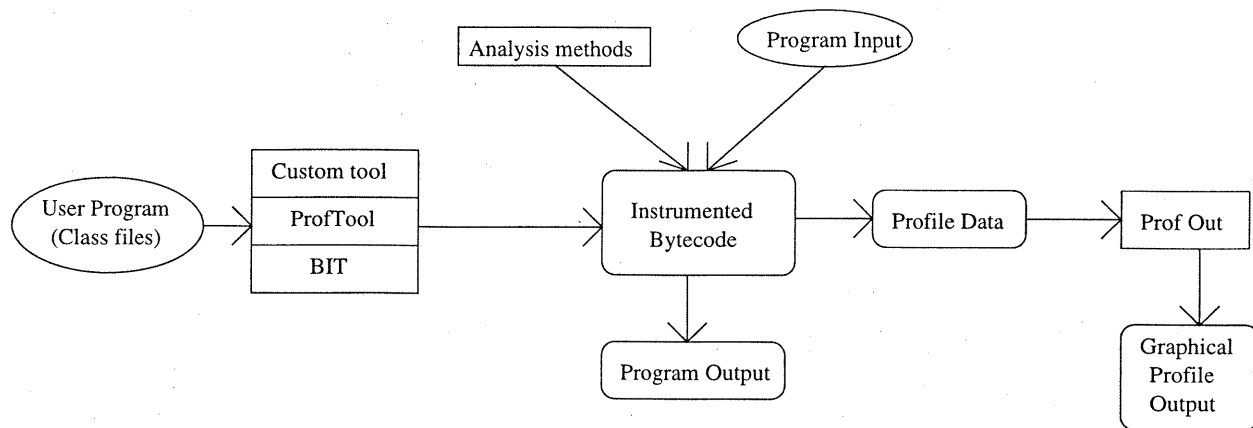 Analysis methods
Program Input
User Program
(Class files)
Custom tool
ProfTool
BIT
Instrumented
Bytecode
Profile Data
Prof Out
Program Output
Graphical
Profile
Output